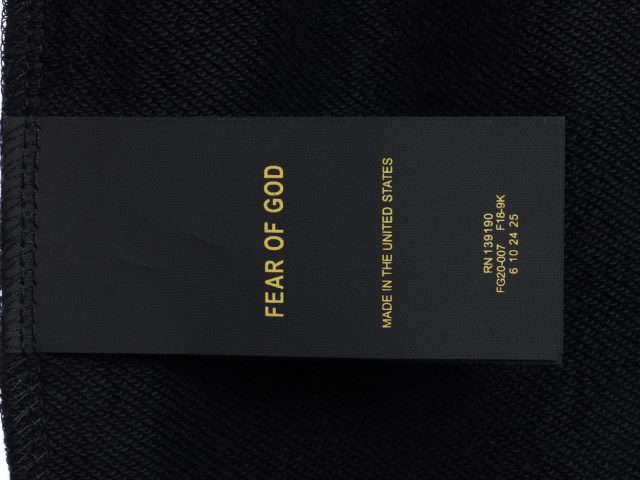 FEAR OF GOD
MADE IN THE UNITED STATES
RN 139190
FG20-007 F18-9K
6 10 24 25